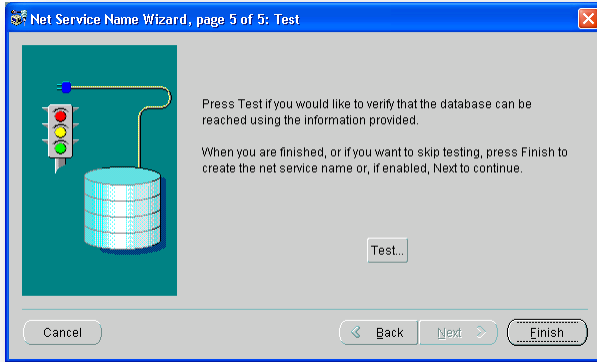 Net Service Name Wizard, page 5 of 5: Test
Press Test if you would like to verify that the database can be
reached using the information provided.
When you are finished, or if you want to skip testing, press Finish to
create the net service name or, if enabled, Next to continue.
Test...
Cancel
Back
Next
Finish